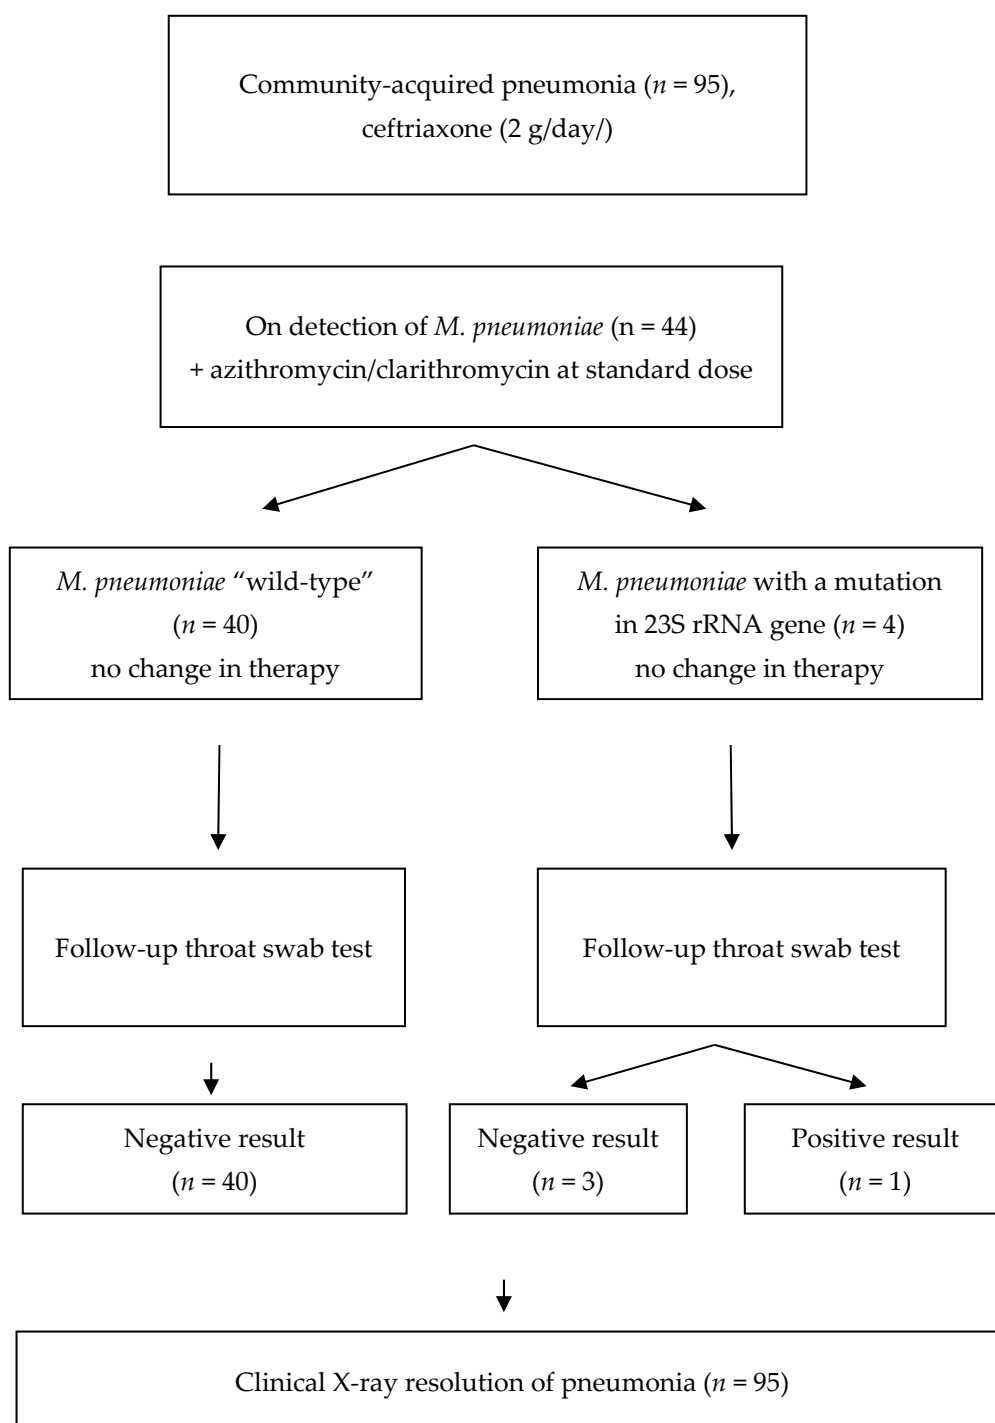 Community-acquired pneumonia (n = 95),
ceftriaxone (2 g/day/)
On detection of M. pneumoniae (n = 44)
+ azithromycin/clarithromycin at standard dose
M. pneumoniae “wild-type”
(n = 40)
no change in therapy
M. pneumoniae with a mutation
in 23S rRNA gene (n = 4)
no change in therapy
Follow-up throat swab test
Follow-up throat swab test
Negative result
(n = 40)
Negative result
(n = 3)
Positive result
(n = 1)
Clinical X-ray resolution of pneumonia (n = 95)